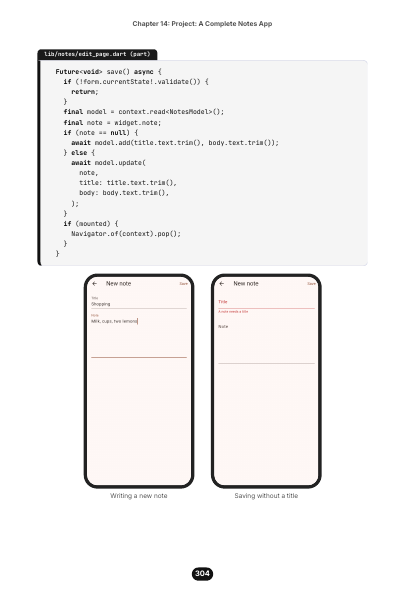 Chapter 14: Project: A Complete Notes App
lib/notes/edit_page.dart (part)
Future<void> save() async {
  if (!form.currentState!.validate()) {
    return;
  }
  final model = context.read<NotesModel>();
  final note = widget.note;
  if (note == null) {
    await model.add(title.text.trim(), body.text.trim());
  } else {
    await model.update(
      note,
      title: title.text.trim(),
      body: body.text.trim(),
    );
  }
  if (mounted) {
    Navigator.of(context).pop();
  }
}
New note
Save
Title
Shopping
Note
Milk, cups, two lemons
New note
Save
Title
A note needs a title
Note
Writing a new note
Saving without a title
304